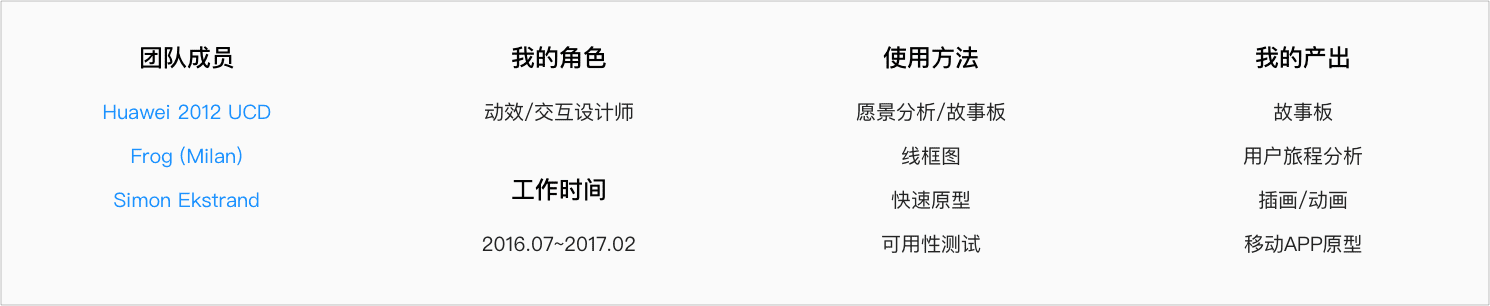 团队成员
Huawei 2012 UCD
Frog (Milan)
Simon Ekstrand
我的角色
动效/交互设计师
工作时间
2016.07~2017.02
使用方法
愿景分析/故事板
线框图
快速原型
可用性测试
我的产出
故事板
用户旅程分析
插画/动画
移动APP原型